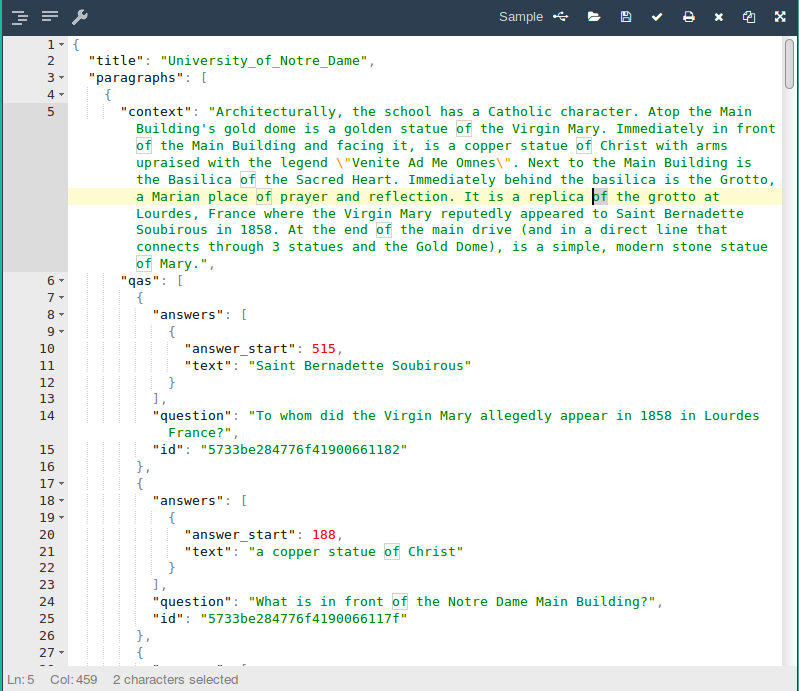 Sample
1 {
2 "title": "University_of_Notre_Dame",
3 "paragraphs": [
4 {
5 "context": "Architecturally, the school has a Catholic character. Atop the Main
Building's gold dome is a golden statue of the Virgin Mary. Immediately in front
of the Main Building and facing it, is a copper statue of Christ with arms
upraised with the legend \"Venite Ad Me Omnes\". Next to the Main Building is
the Basilica of the Sacred Heart. Immediately behind the basilica is the Grotto,
a Marian place of prayer and reflection. It is a replica of the grotto at
Lourdes, France where the Virgin Mary reputedly appeared to Saint Bernadette
Soubirous in 1858. At the end of the main drive (and in a direct line that
connects through 3 statues and the Gold Dome), is a simple, modern stone statue
of Mary.",
6 "qas": [
7 {
8 "answers": [
9 {
10 "answer_start": 515,
11 "text": "Saint Bernadette Soubirous"
12 }
13 ],
14 "question": "To whom did the Virgin Mary allegedly appear in 1858 in Lourdes
France?",
15 "id": "5733be284776f41900661182"
16 },
17 {
18 "answers": [
19 {
20 "answer_start": 188,
21 "text": "a copper statue of Christ"
22 }
23 ],
24 "question": "What is in front of the Notre Dame Main Building?",
25 "id": "5733be284776f4190066117f"
26 },
27 {
Ln: 5 Col: 459 2 characters selected